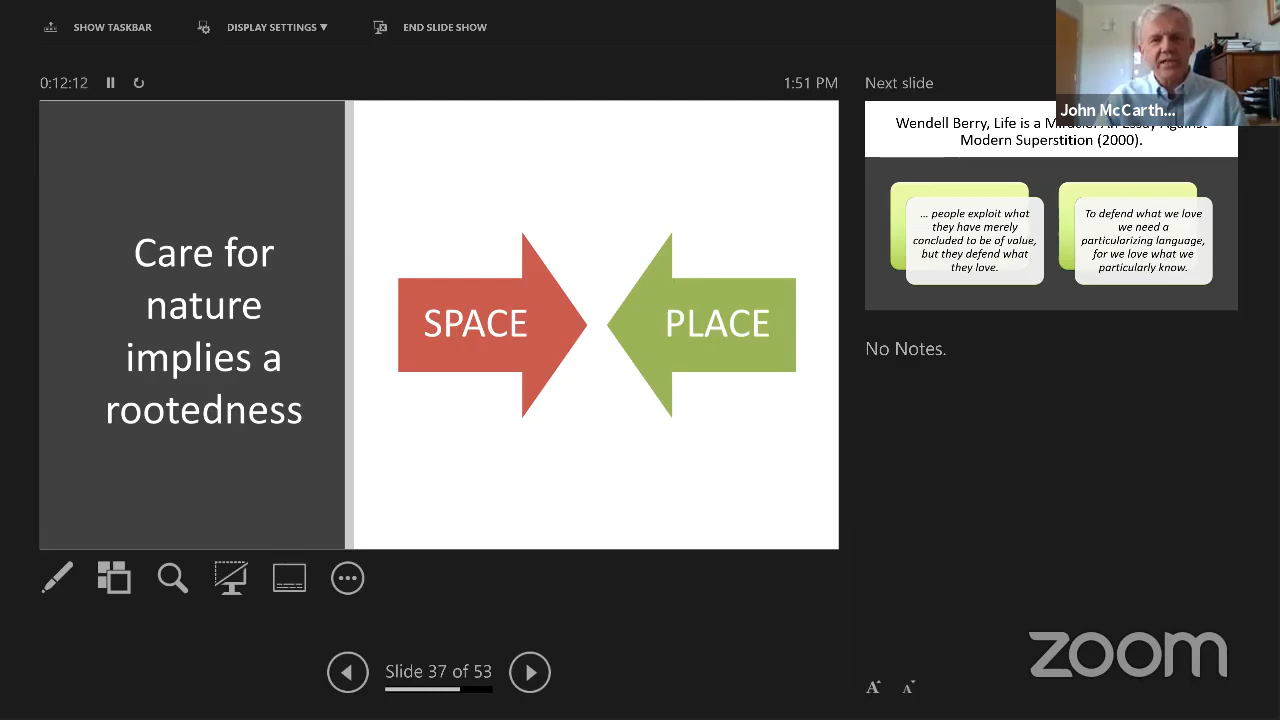 SHOW TASKBAR
DISPLAY SETTINGS ▼
END SLIDE SHOW
0:12:12
1:51 PM
Next slide
John McCarth...
Care for
nature
implies a
rootedness
SPACE
PLACE
Wendell Berry, Life is a
Modern Superstition (2000).
... people exploit what
they have merely
concluded to be of value,
but they defend what
they love.
To defend what we love
we need a
particularizing language,
for we love what we
particularly know.
No Notes.
Slide 37 of 53
A A
zoom